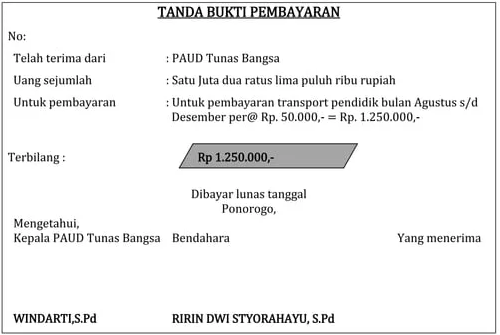 TANDA BUKTI PEMBAYARAN
No:
Telah terima dari : PAUD Tunas Bangsa
Uang sejumlah : Satu Juta dua ratus lima puluh ribu rupiah
Untuk pembayaran : Untuk pembayaran transport pendidik bulan Agustus s/d
Desember per@ Rp. 50.000,- = Rp. 1.250.000,-
Terbilang : Rp 1.250.000,-
Dibayar lunas tanggal
Ponorogo,
Mengetahui,
Kepala PAUD Tunas Bangsa Bendahara Yang menerima
WINDARTI,S.Pd RIRIN DWI STYORAHAYU, S.Pd